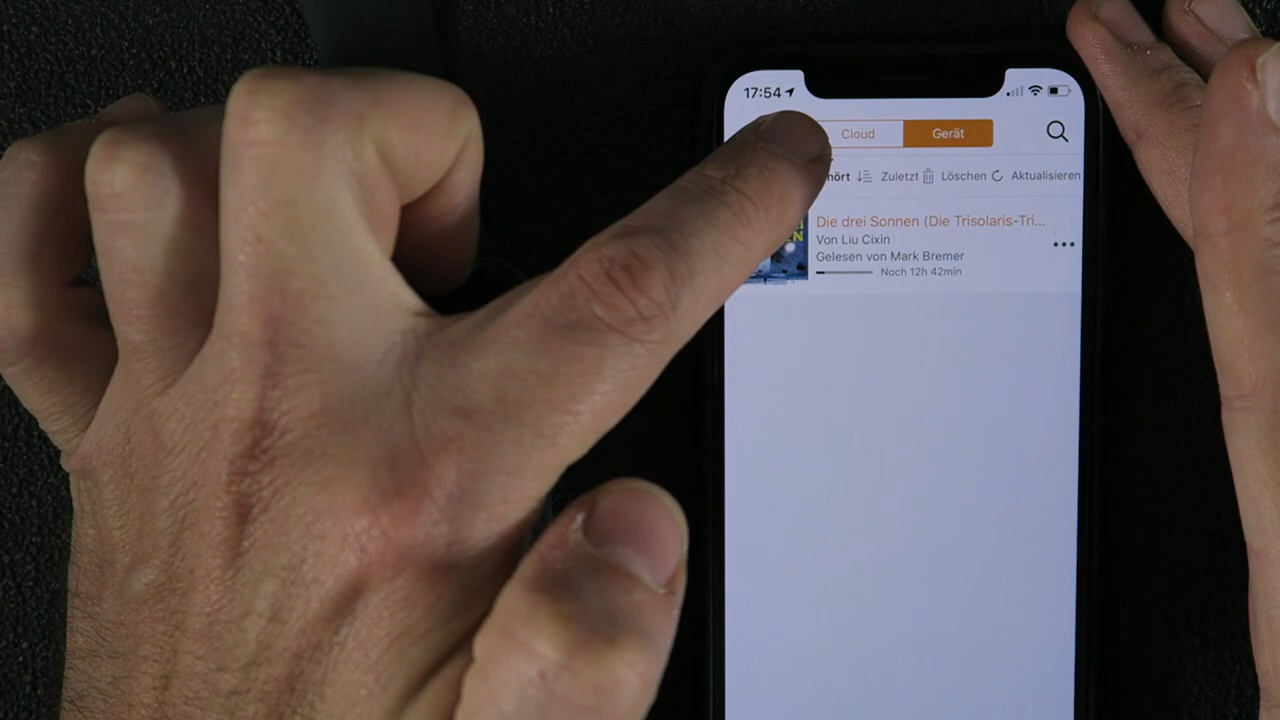 17:54
Cloud Gerät
hört Zuletzt Löschen Aktualisieren
Die drei Sonnen (Die Trisolaris-Tri...
Von Liu Cixin
Gelesen von Mark Bremer
Noch 12h 42min